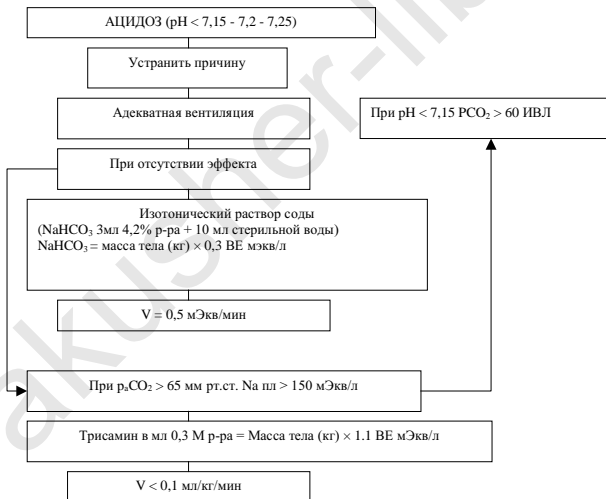 АЦИДОЗ (pH < 7,15 - 7,2 - 7,25)
Устранить причину
Адекватная вентиляция
При pH < 7,15 PCO₂ > 60 ИВЛ
При отсутствии эффекта
Изотонический раствор соды
(NaHCO₃ 3мл 4,2% р-ра + 10 мл стерильной воды)
NaHCO₃ = масса тела (кг) × 0,3 BE мэкв/л
V = 0,5 мЭкв/мин
При pₐCO₂ > 65 мм рт.ст. Na пл > 150 мЭкв/л
Трисамин в мл 0,3 М р-ра = Масса тела (кг) × 1.1 BE мЭкв/л
V < 0,1 мл/кг/мин